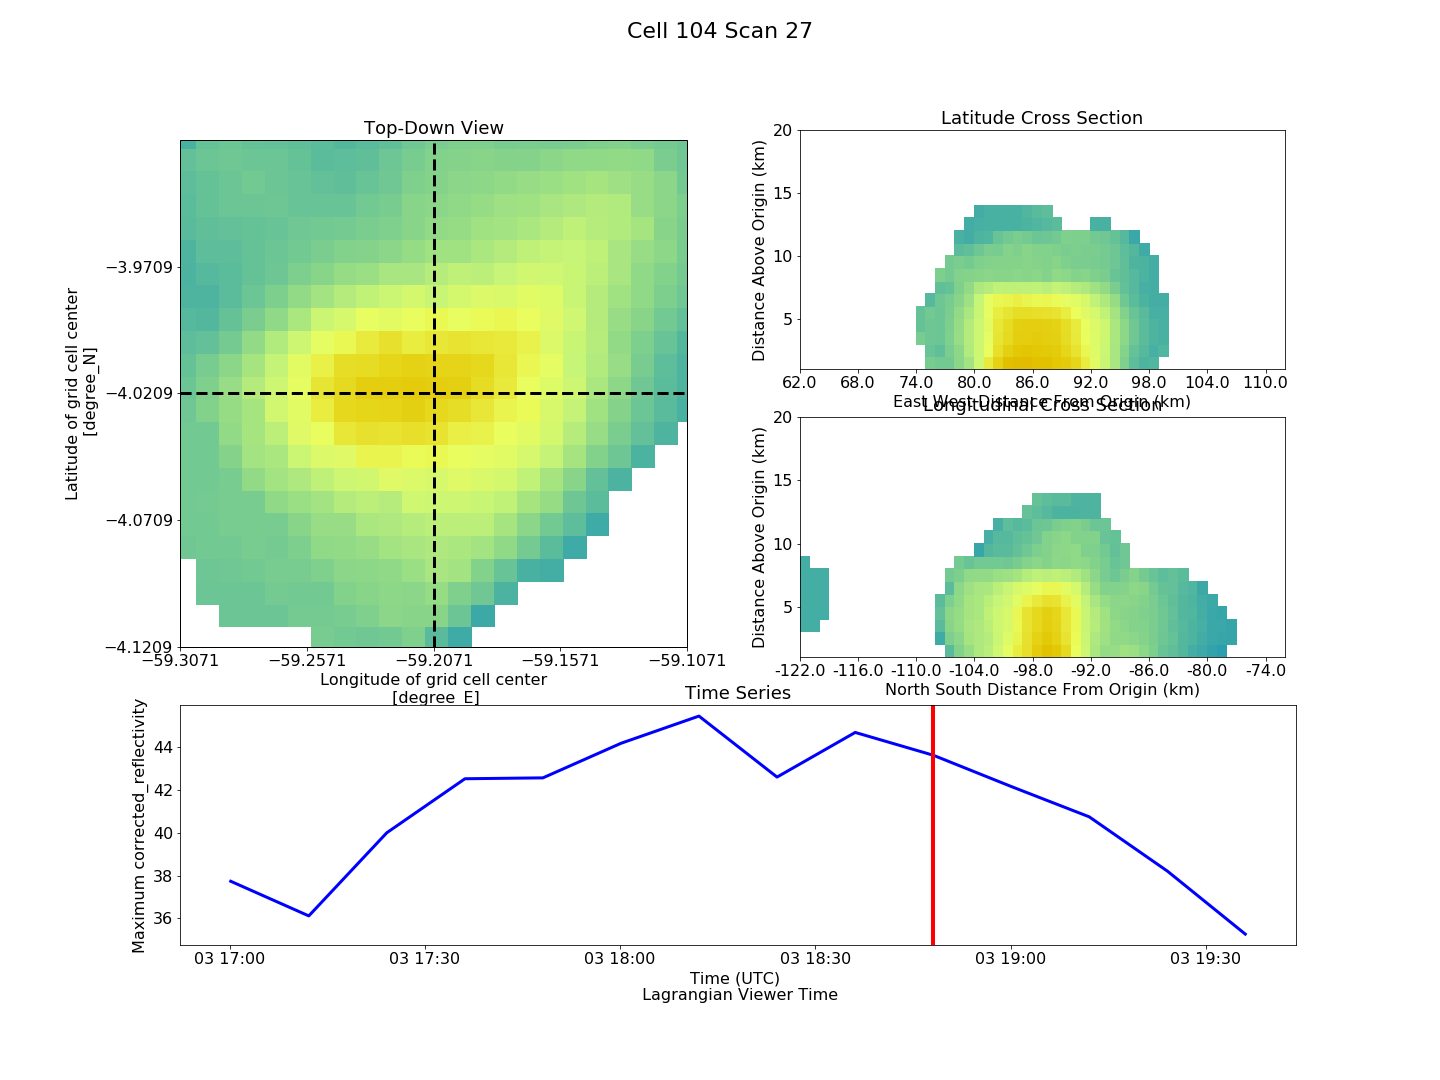 Cell 104 Scan 27
Top-Down View
Latitude of grid cell center
[degree_N]
−3.9709
−4.0209
−4.0709
−4.1209
−59.3071 −59.2571 −59.2071 −59.1571 −59.1071
Longitude of grid cell center
[degree_E]
Latitude Cross Section
Distance Above Origin (km)
20
15
10
5
62.0 68.0 74.0 80.0 86.0 92.0 98.0 104.0 110.0
East West Distance From Origin (km)
Longitudinal Cross Section
Distance Above Origin (km)
20
15
10
5
-122.0 -116.0 -110.0 -104.0 -98.0 -92.0 -86.0 -80.0 -74.0
North South Distance From Origin (km)
Time Series
Maximum corrected_reflectivity
44
42
40
38
36
03 17:00 03 17:30 03 18:00 03 18:30 03 19:00 03 19:30
Time (UTC)
Lagrangian Viewer Time